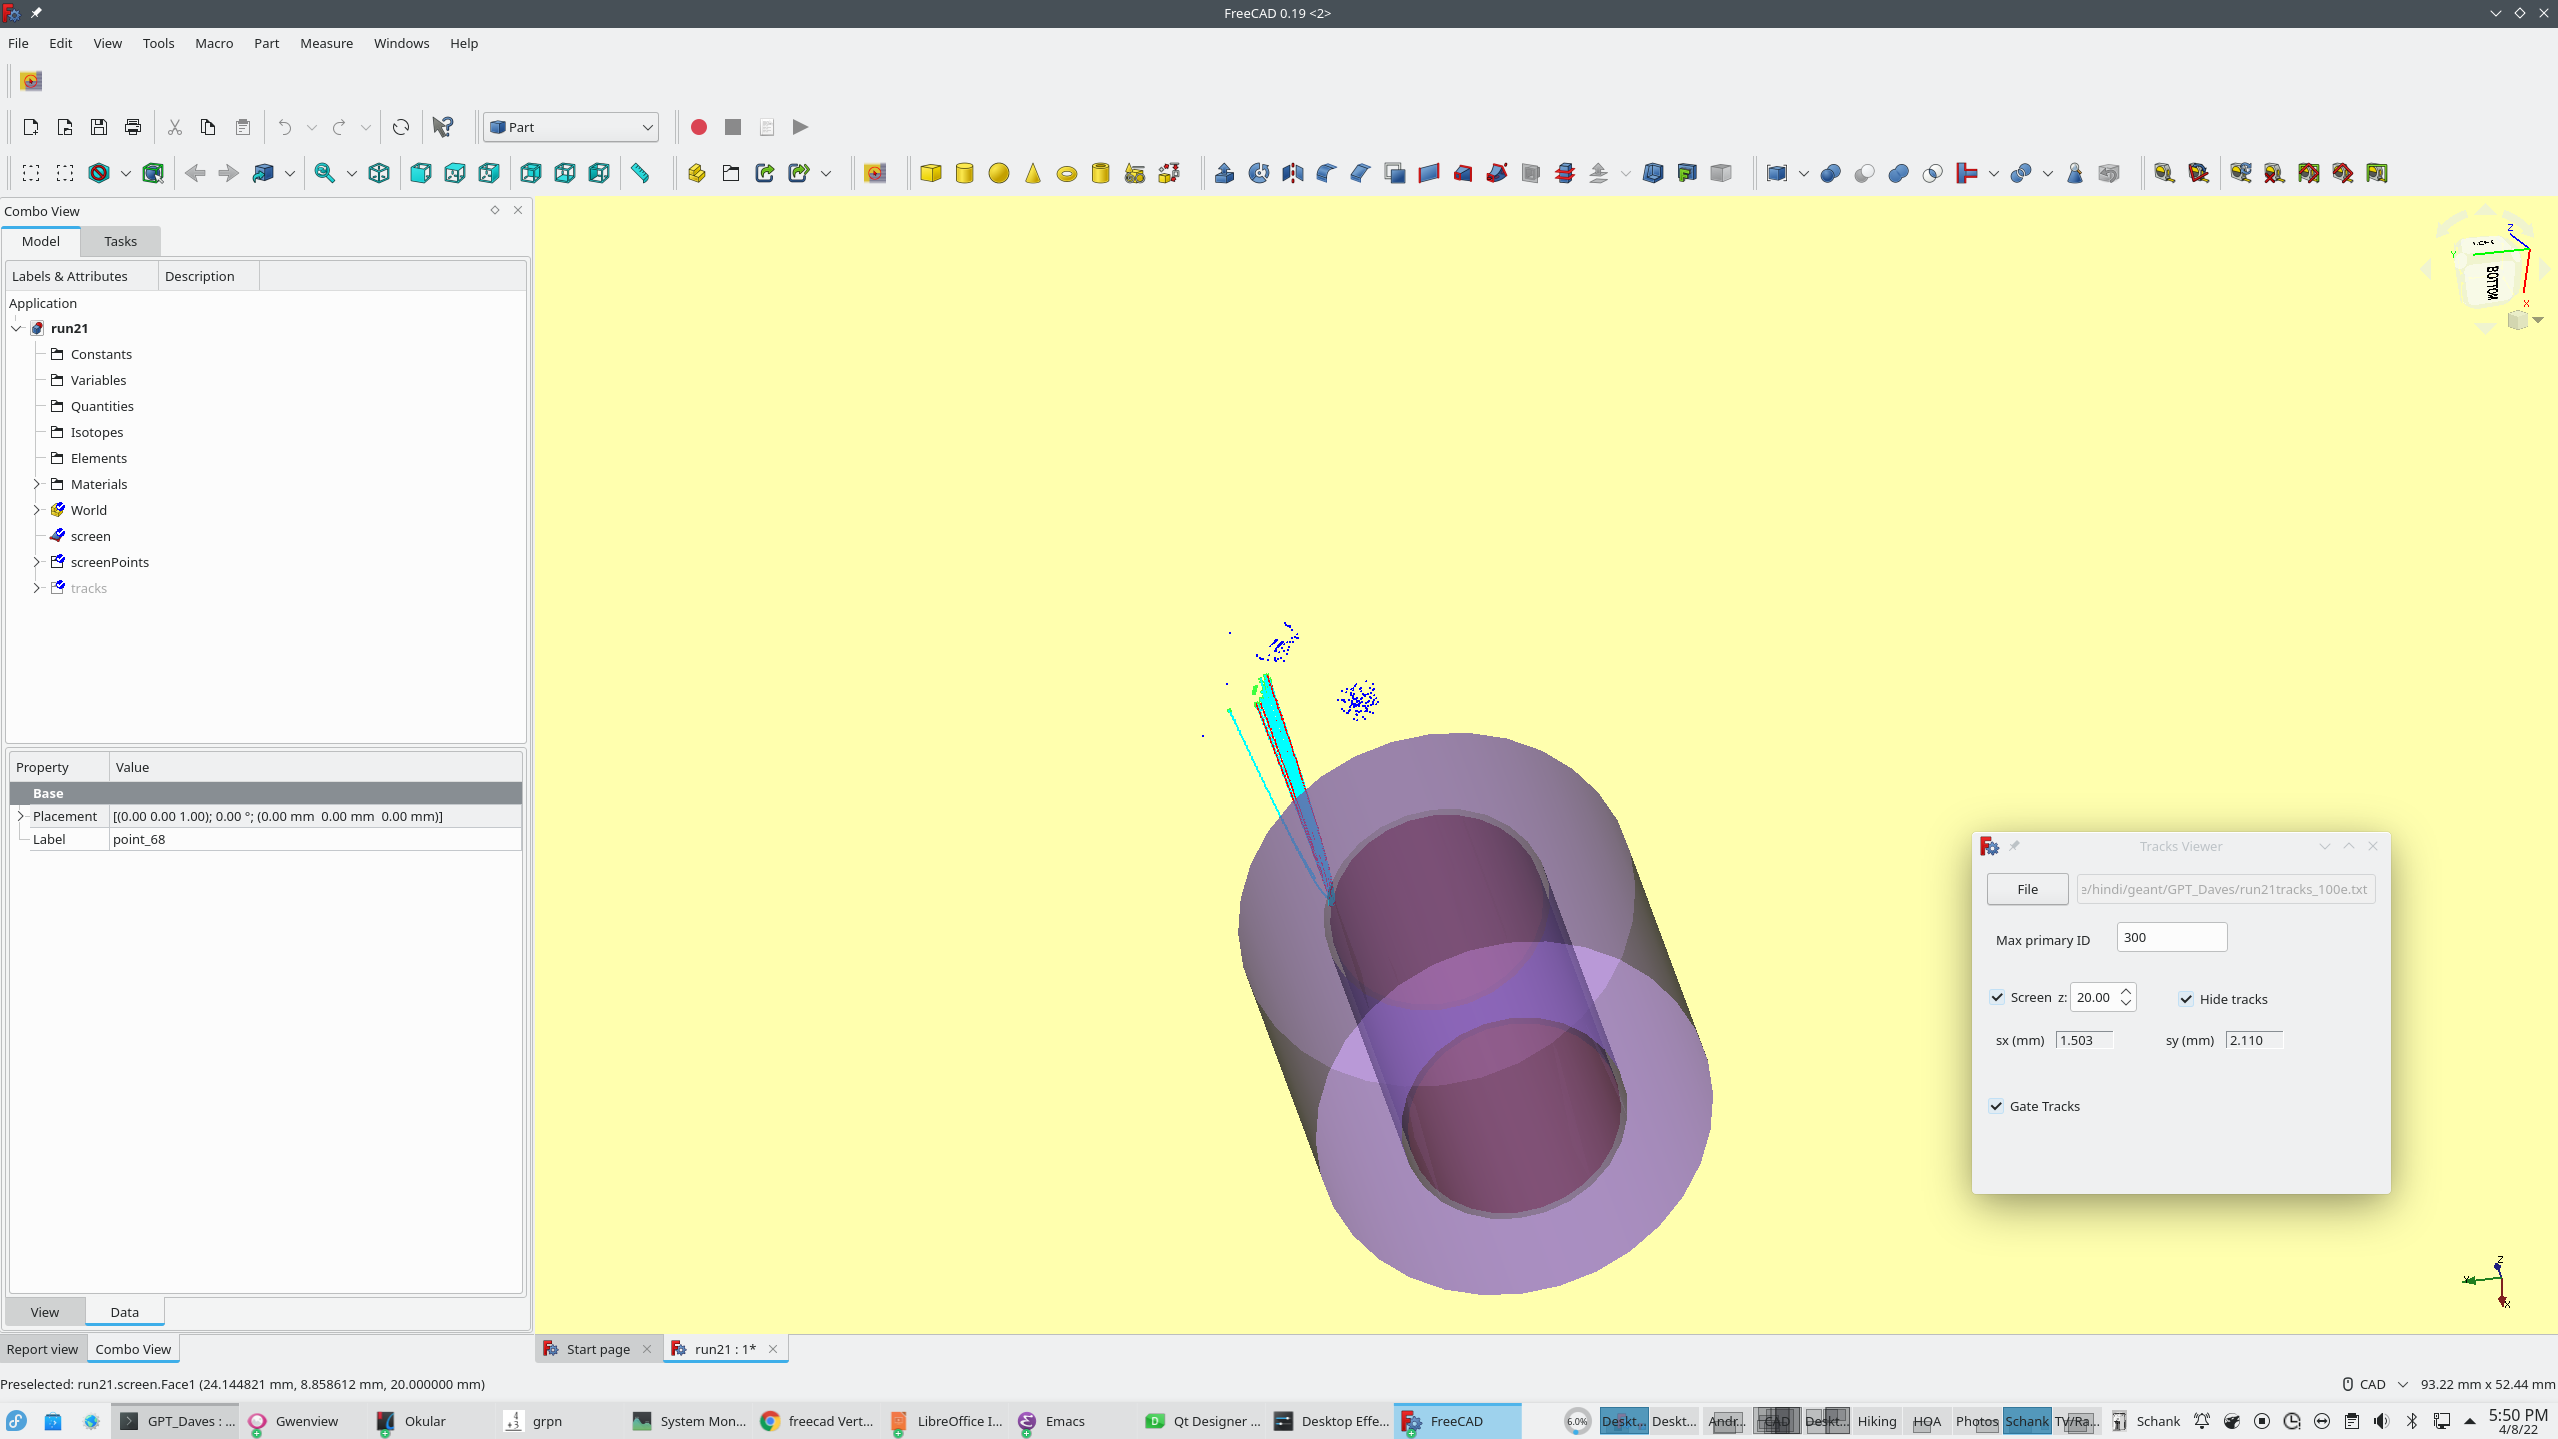 FreeCAD 0.19 <2>
File Edit View Tools Macro Part Measure Windows Help
Part
Combo View
Model Tasks
Labels & Attributes Description
Application
run21
Constants
Variables
Quantities
Isotopes
Elements
Materials
World
screen
screenPoints
tracks
Property Value
Base
Placement [(0.00 0.00 1.00); 0.00 °; (0.00 mm 0.00 mm 0.00 mm)]
Label point_68
View Data
Report view Combo View
Z
Y
BOTTOM
X
Tracks Viewer
File e/hindi/geant/GPT_Daves/run21tracks_100e.txt
Max primary ID 300
Screen z: 20.00 Hide tracks
sx (mm) 1.503 sy (mm) 2.110
Gate Tracks
Z
Y
X
Start page run21 : 1*
Preselected: run21.screen.Face1 (24.144821 mm, 8.858612 mm, 20.000000 mm) CAD 93.22 mm x 52.44 mm
GPT_Daves : ... Gwenview Okular grpn System Mon... freecad Vert... LibreOffice I... Emacs Qt Designer ... Desktop Effe... FreeCAD 6.0% Deskt... Deskt... Andr... CAD Deskt... Hiking HOA Photos Schank TV/Ra... Schank 5:50 PM
4/8/22